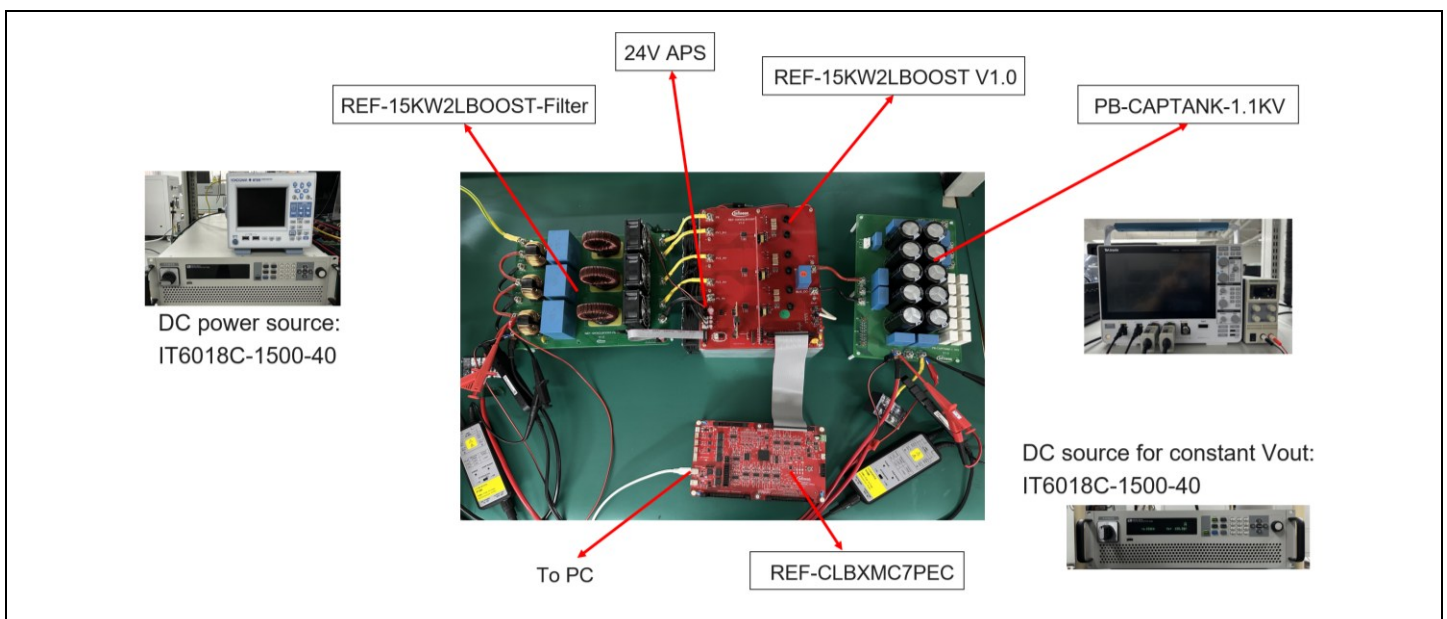 24V APS
REF-15KW2LBOOST V1.0
REF-15KW2LBOOST-Filter
PB-CAPTANK-1.1KV
DC power source:
IT6018C-1500-40
DC source for constant Vout:
IT6018C-1500-40
To PC
REF-CLBXMC7PEC